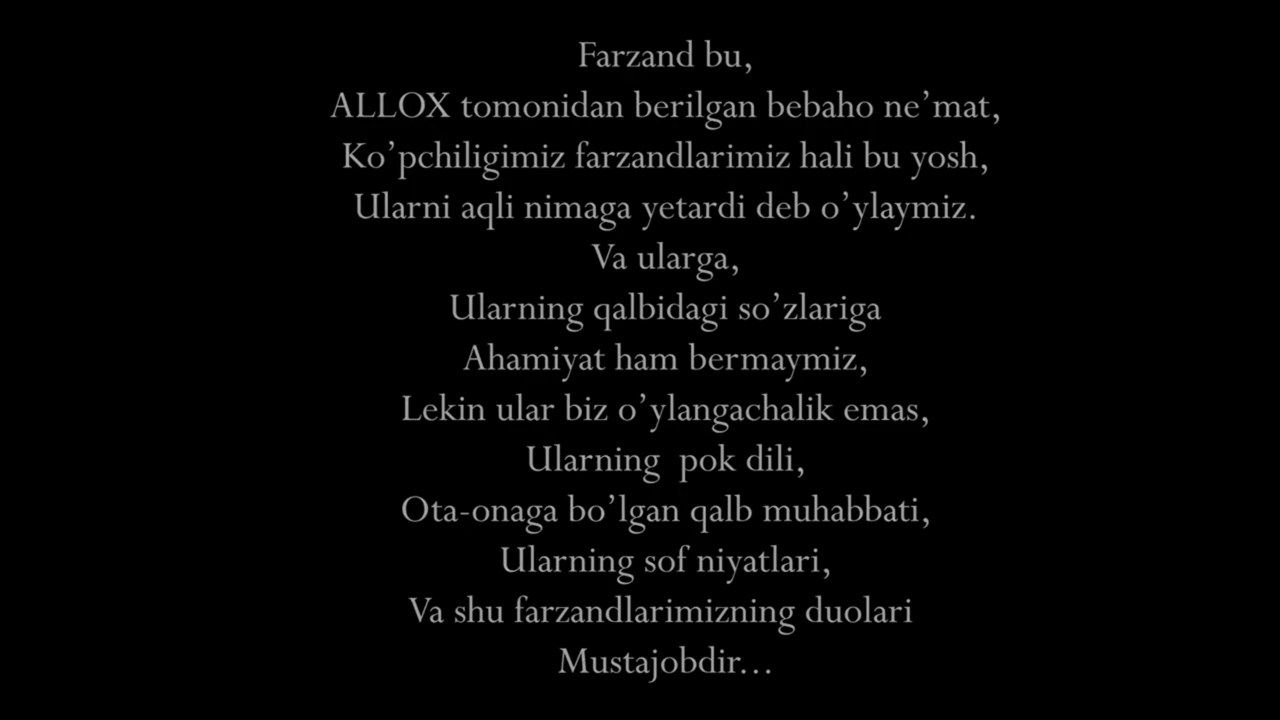 Farzand bu,
ALLOX tomonidan berilgan bebaho ne’mat,
Ko’pchiligimiz farzandlarimiz hali bu yosh,
Ularni aqli nimaga yetardi deb o’ylaymiz.
Va ularga,
Ularning qalbidagi so’zlariga
Ahamiyat ham bermaymiz,
Lekin ular biz o’ylangachalik emas,
Ularning  pok dili,
Ota-onaga bo’lgan qalb muhabbati,
Ularning sof niyatlari,
Va shu farzandlarimizning duolari
Mustajobdir...